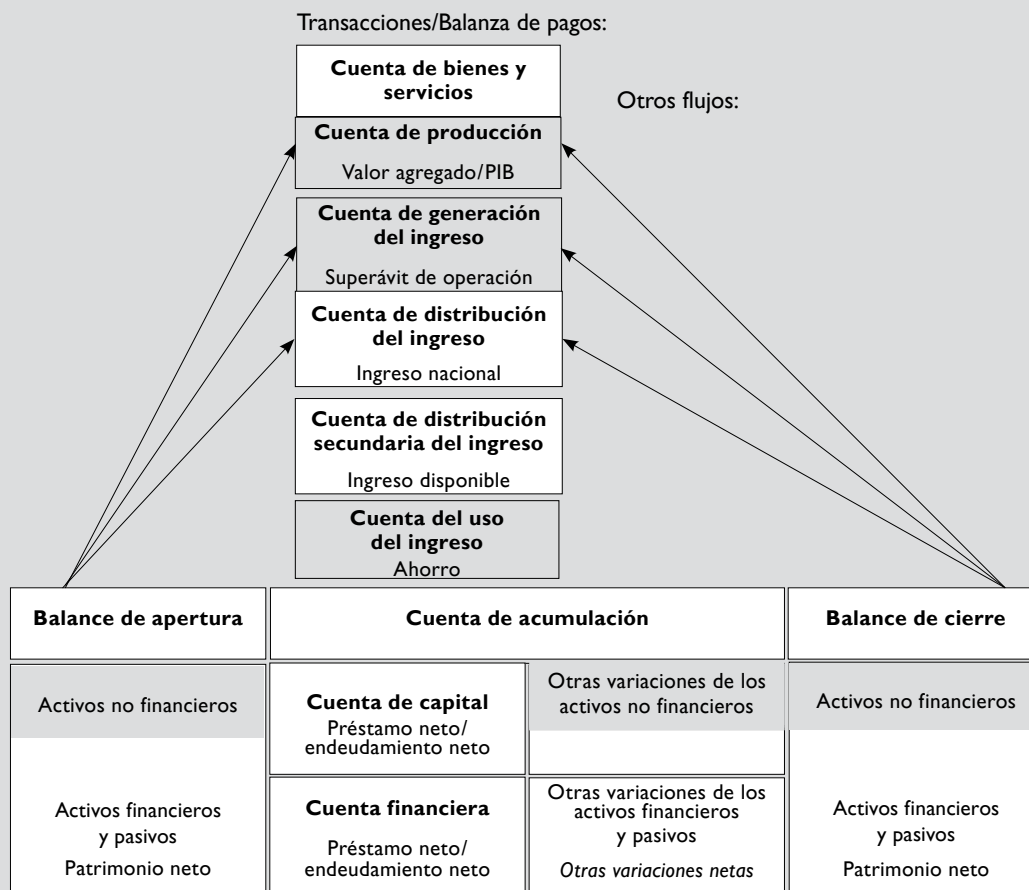 Transacciones/Balanza de pagos:
Cuenta de bienes y
servicios
Otros flujos:
Cuenta de producción
Valor agregado/PIB
Cuenta de generación
del ingreso
Superávit de operación
Cuenta de distribución
del ingreso
Ingreso nacional
Cuenta de distribución
secundaria del ingreso
Ingreso disponible
Cuenta del uso
del ingreso
Ahorro
Balance de apertura
Cuenta de acumulación
Balance de cierre
Activos no financieros
Cuenta de capital
Préstamo neto/
endeudamiento neto
Otras variaciones de los
activos no financieros
Activos no financieros
Activos financieros
y pasivos
Patrimonio neto
Cuenta financiera
Préstamo neto/
endeudamiento neto
Otras variaciones de los
activos financieros
y pasivos
Otras variaciones netas
Activos financieros
y pasivos
Patrimonio neto